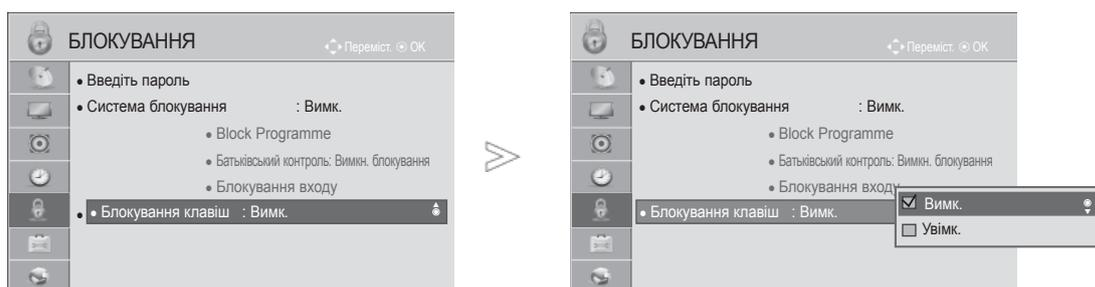 БЛОКУВАННЯ
Переміст. OK
• Введіть пароль
• Система блокування : Вимк.
• Block Programme
• Батьківський контроль: Вимкн. блокування
• Блокування входу
• • Блокування клавіш : Вимк.
БЛОКУВАННЯ
Переміст. OK
• Введіть пароль
• Система блокування : Вимк.
• Block Programme
• Батьківський контроль: Вимкн. блокування
• Блокування входу
• Блокування клавіш : Вимк.
Вимк.
Увімк.